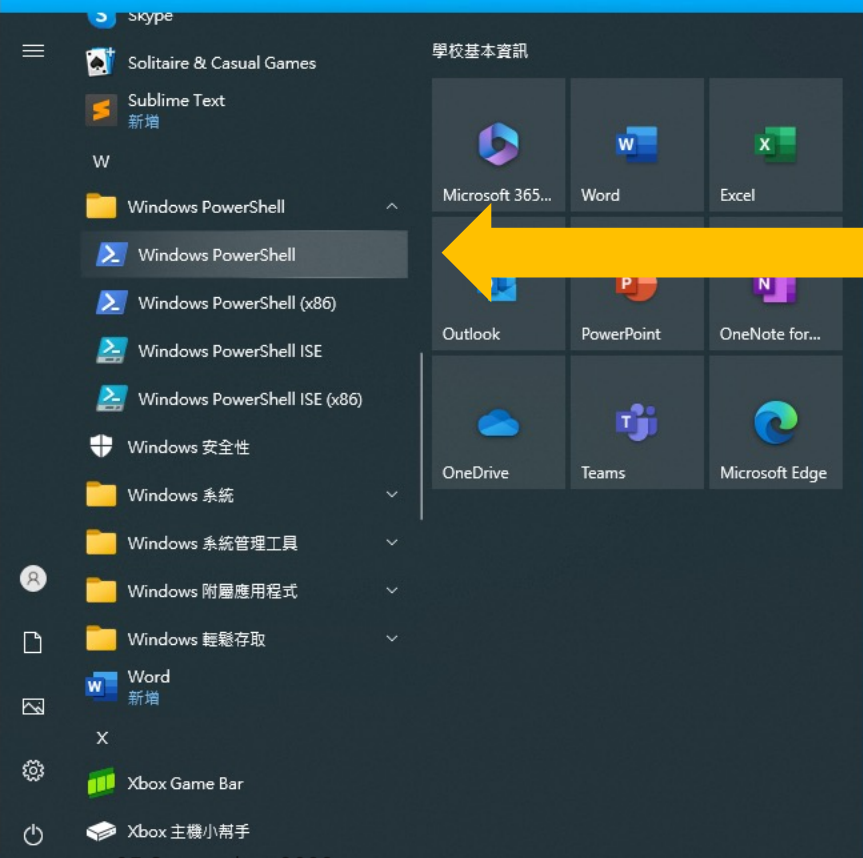 Skype
Solitaire & Casual Games
Sublime Text
新增
W
Windows PowerShell
Windows PowerShell
Windows PowerShell (x86)
Windows PowerShell ISE
Windows PowerShell ISE (x86)
Windows 安全性
Windows 系統
Windows 系統管理工具
Windows 附屬應用程式
Windows 輕鬆存取
Word
新增
X
Xbox Game Bar
Xbox 主機小幫手
學校基本資訊
Microsoft 365...
Word
Excel
Outlook
PowerPoint
OneNote for...
OneDrive
Teams
Microsoft Edge